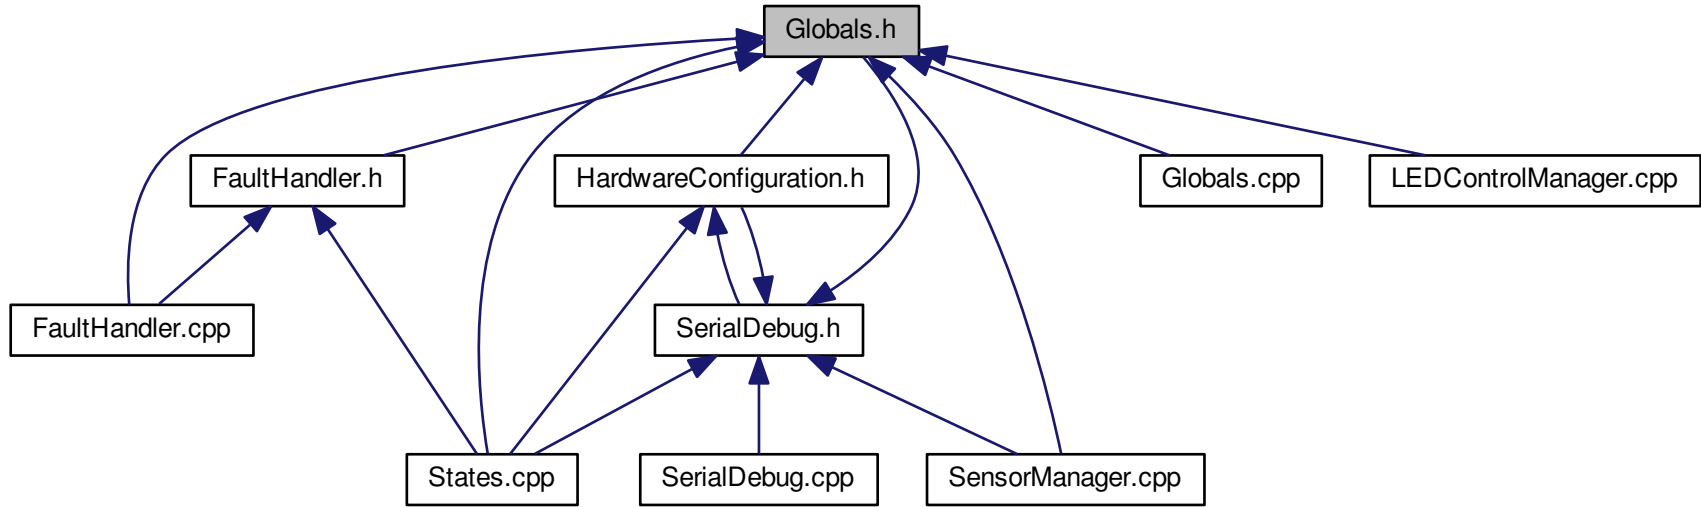 Globals.h
FaultHandler.h
HardwareConfiguration.h
Globals.cpp
LEDControlManager.cpp
FaultHandler.cpp
SerialDebug.h
States.cpp
SerialDebug.cpp
SensorManager.cpp